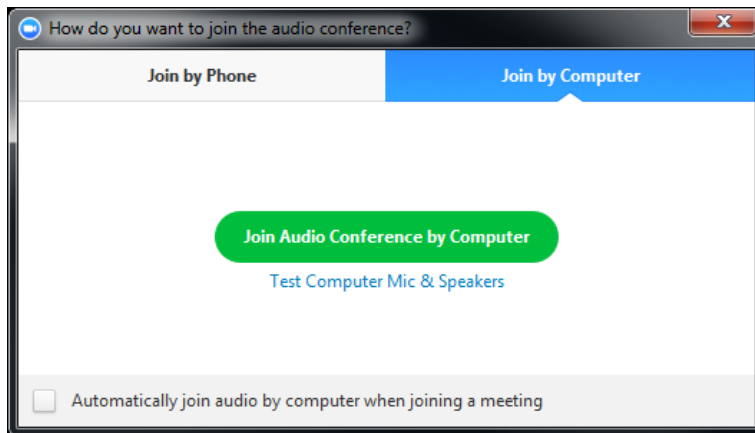 How do you want to join the audio conference?
Join by Phone
Join by Computer
Join Audio Conference by Computer
Test Computer Mic & Speakers
Automatically join audio by computer when joining a meeting